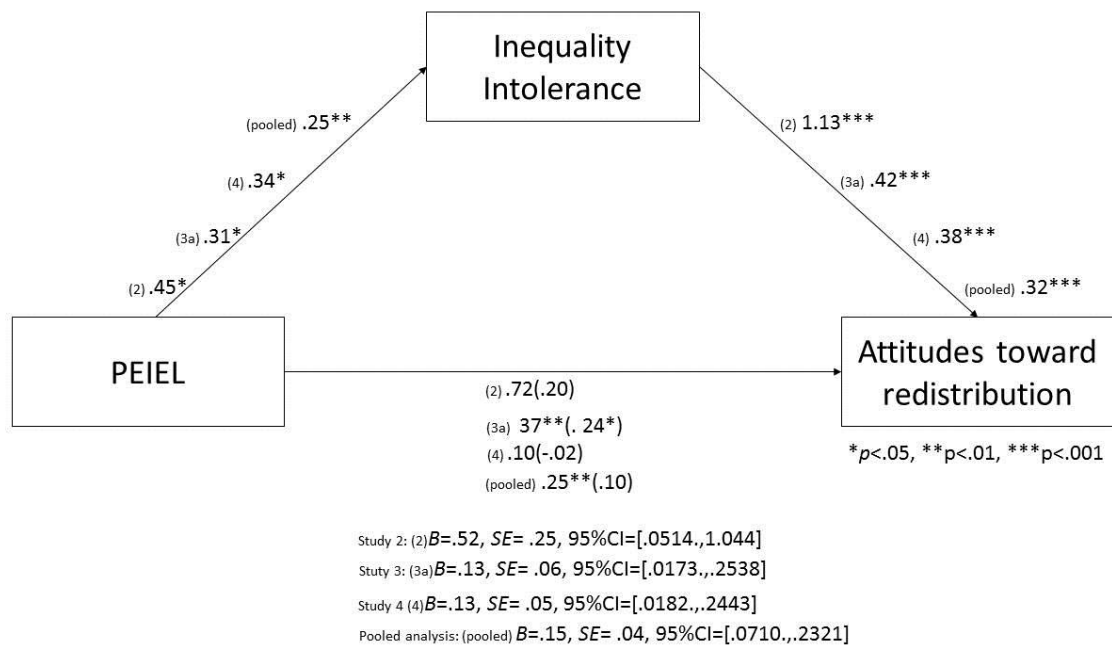 Inequality
Intolerance
(pooled) .25**
(2) 1.13***
(4) .34*
(3a) .42***
(3a) .31*
(4) .38***
(2) .45*
(pooled) .32***
PEIEL
Attitudes toward
redistribution
(2) .72(.20)
(3a) 37**(. 24*)
(4) .10(-.02)
(pooled) .25**(.10)
*p<.05, **p<.01, ***p<.001
Study 2: (2)B=.52, SE= .25, 95%CI=[.0514.,1.044]
Stuty 3: (3a)B=.13, SE= .06, 95%CI=[.0173.,.2538]
Study 4 (4)B=.13, SE= .05, 95%CI=[.0182.,.2443]
Pooled analysis: (pooled) B=.15, SE= .04, 95%CI=[.0710.,.2321]